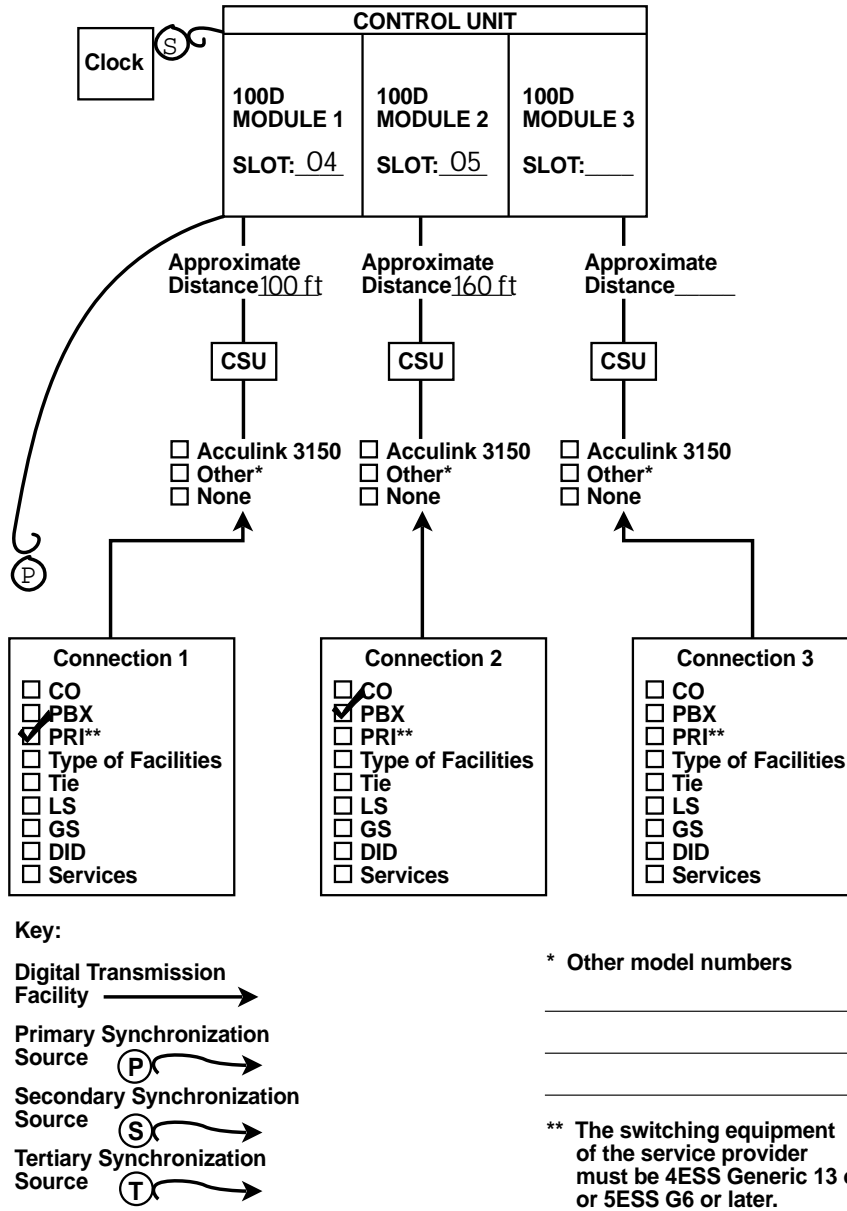 CONTROL UNIT
Clock
S
100D
MODULE 1
SLOT: 04
100D
MODULE 2
SLOT: 05
100D
MODULE 3
SLOT:____
Approximate
Distance 100 ft
Approximate
Distance 160 ft
Approximate
Distance_____
CSU
CSU
CSU
Acculink 3150
Other*
None
Acculink 3150
Other*
None
Acculink 3150
Other*
None
P
Connection 1
CO
PBX
PRI**
Type of Facilities
Tie
LS
GS
DID
Services
Connection 2
CO
PBX
PRI**
Type of Facilities
Tie
LS
GS
DID
Services
Connection 3
CO
PBX
PRI**
Type of Facilities
Tie
LS
GS
DID
Services
Key:
Digital Transmission
Facility
Primary Synchronization
Source P
Secondary Synchronization
Source S
Tertiary Synchronization
Source T
* Other model numbers
** The switching equipment
of the service provider
must be 4ESS Generic 13
or 5ESS G6 or later.